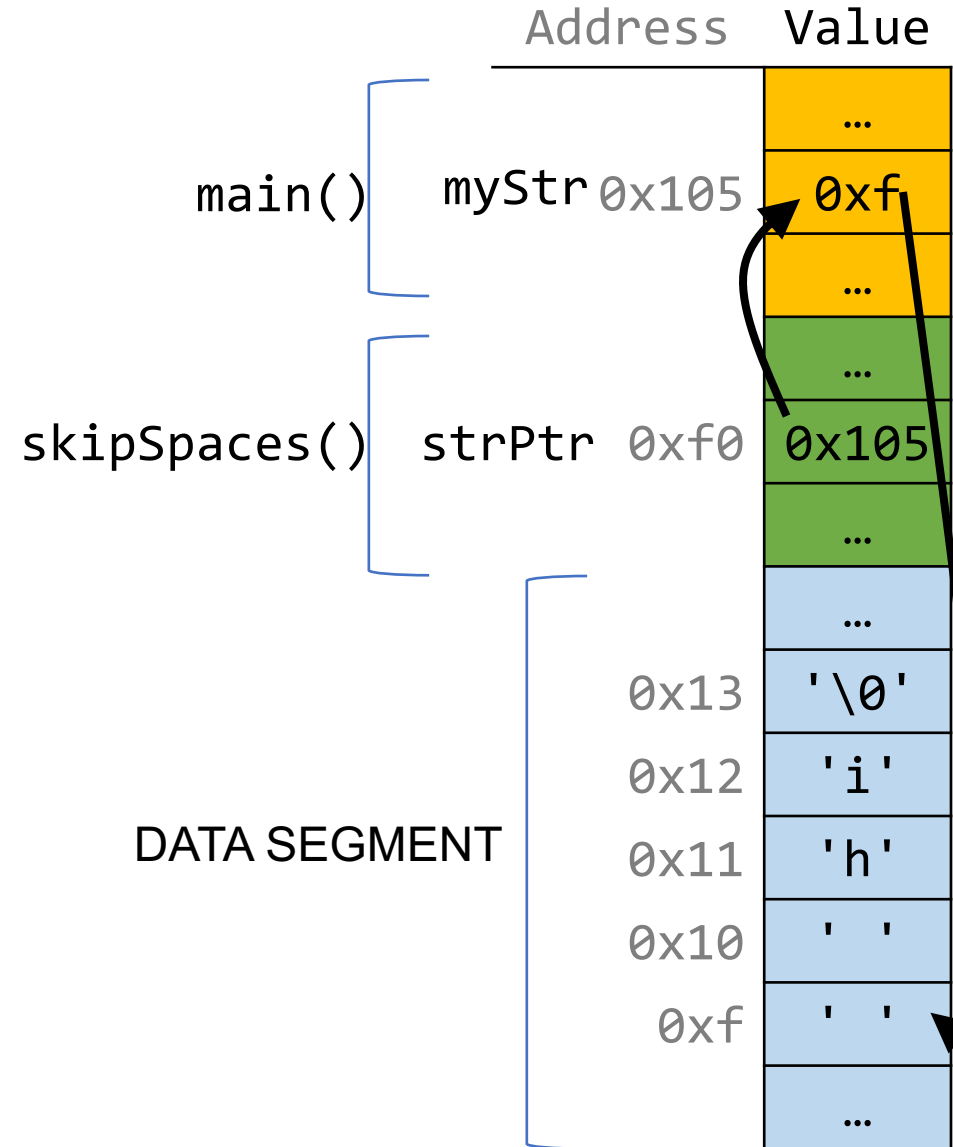 Address Value
…
main() myStr 0x105 0xf
…
…
skipSpaces() strPtr 0xf0 0x105
…
…
0x13 '\0'
0x12 'i'
DATA SEGMENT 0x11 'h'
0x10 ' '
0xf ' '
…